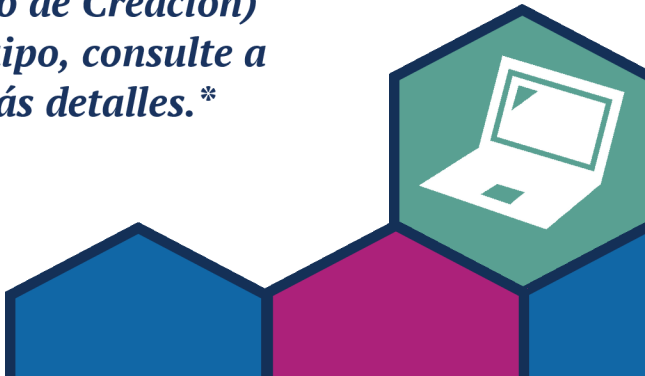 o de Creación)
ipo, consulte a
ás detalles.*